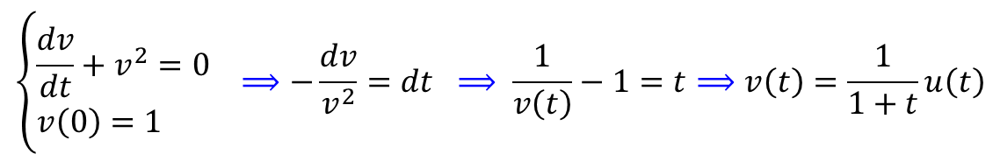 { dv/dt + v² = 0, v(0) = 1 ⟹ −dv/v² = dt ⟹ 1/v(t) − 1 = t ⟹ v(t) = 1/(1 + t) u(t)